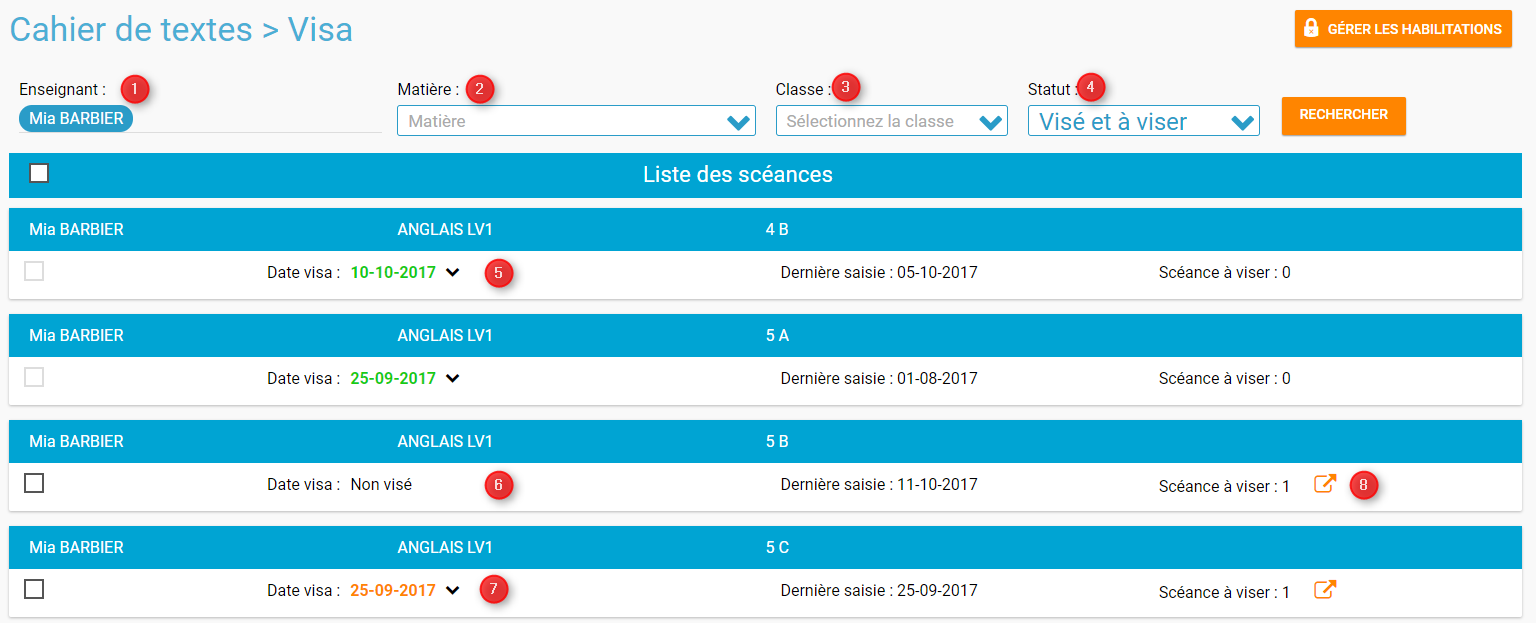 Cahier de textes > Visa
GÉRER LES HABILITATIONS
Enseignant : 1 Matière : 2 Classe : 3 Statut : 4
Mia BARBIER Matière Sélectionnez la classe Visé et à viser RECHERCHER
Liste des scéances
Mia BARBIER ANGLAIS LV1 4 B
Date visa : 10-10-2017 5 Dernière saisie : 05-10-2017 Scéance à viser : 0
Mia BARBIER ANGLAIS LV1 5 A
Date visa : 25-09-2017 Dernière saisie : 01-08-2017 Scéance à viser : 0
Mia BARBIER ANGLAIS LV1 5 B
Date visa : Non visé 6 Dernière saisie : 11-10-2017 Scéance à viser : 1 8
Mia BARBIER ANGLAIS LV1 5 C
Date visa : 25-09-2017 7 Dernière saisie : 25-09-2017 Scéance à viser : 1